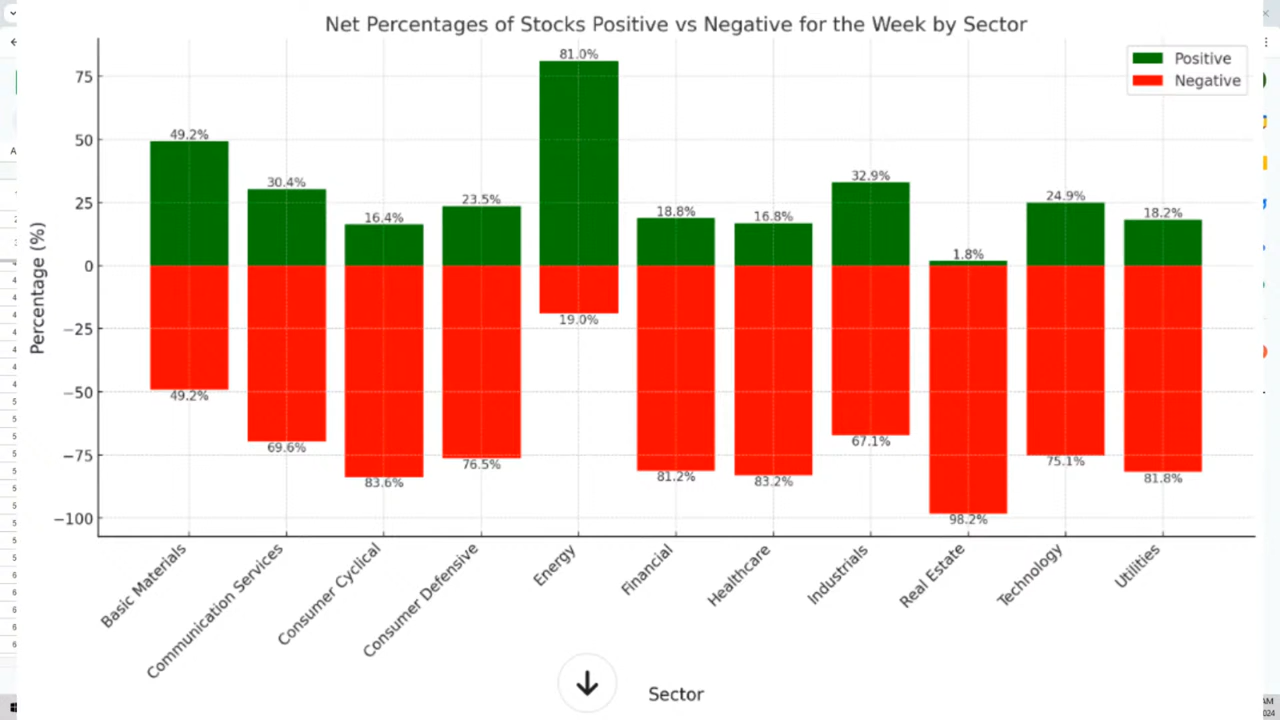 Net Percentages of Stocks Positive vs Negative for the Week by Sector
Positive
Negative
Percentage (%)
75
50
25
0
−25
−50
−75
−100
49.2%
30.4%
16.4%
23.5%
81.0%
18.8%
16.8%
32.9%
1.8%
24.9%
18.2%
49.2%
69.6%
83.6%
76.5%
19.0%
81.2%
83.2%
67.1%
98.2%
75.1%
81.8%
Basic Materials
Communication Services
Consumer Cyclical
Consumer Defensive
Energy
Financial
Healthcare
Industrials
Real Estate
Technology
Utilities
Sector